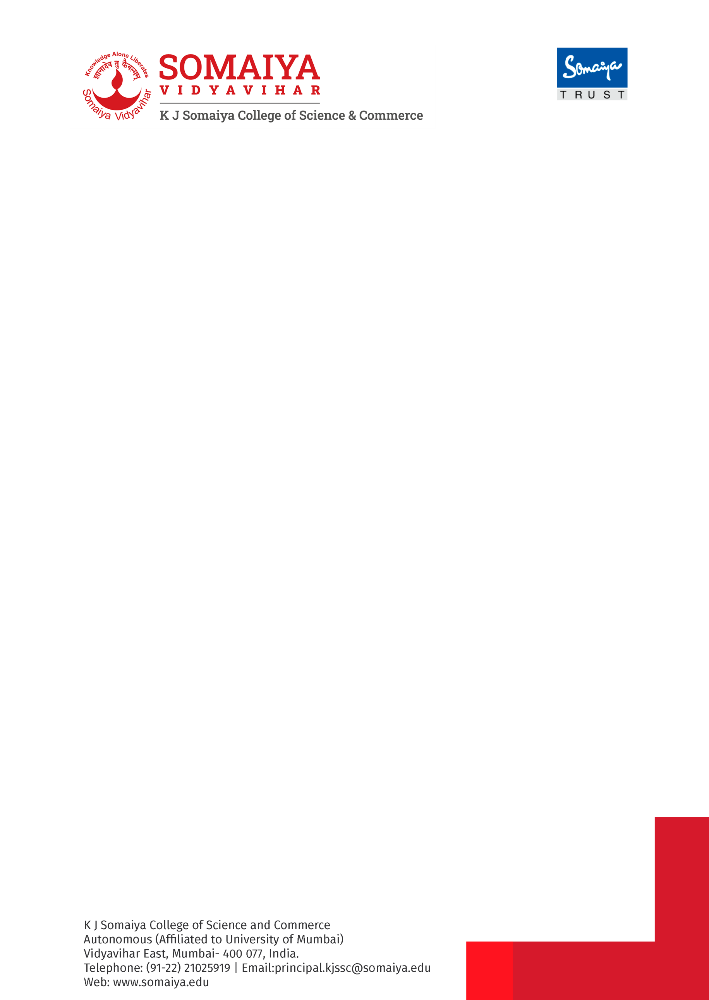 Knowledge Alone Liberates
ज्ञानादेव तु कैवल्यम्
Somaiya Vidyavihar
SOMAIYA
VIDYAVIHAR
K J Somaiya College of Science & Commerce
Somaiya
TRUST
K J Somaiya College of Science and Commerce
Autonomous (Affiliated to University of Mumbai)
Vidyavihar East, Mumbai- 400 077, India.
Telephone: (91-22) 21025919 | Email:principal.kjssc@somaiya.edu
Web: www.somaiya.edu